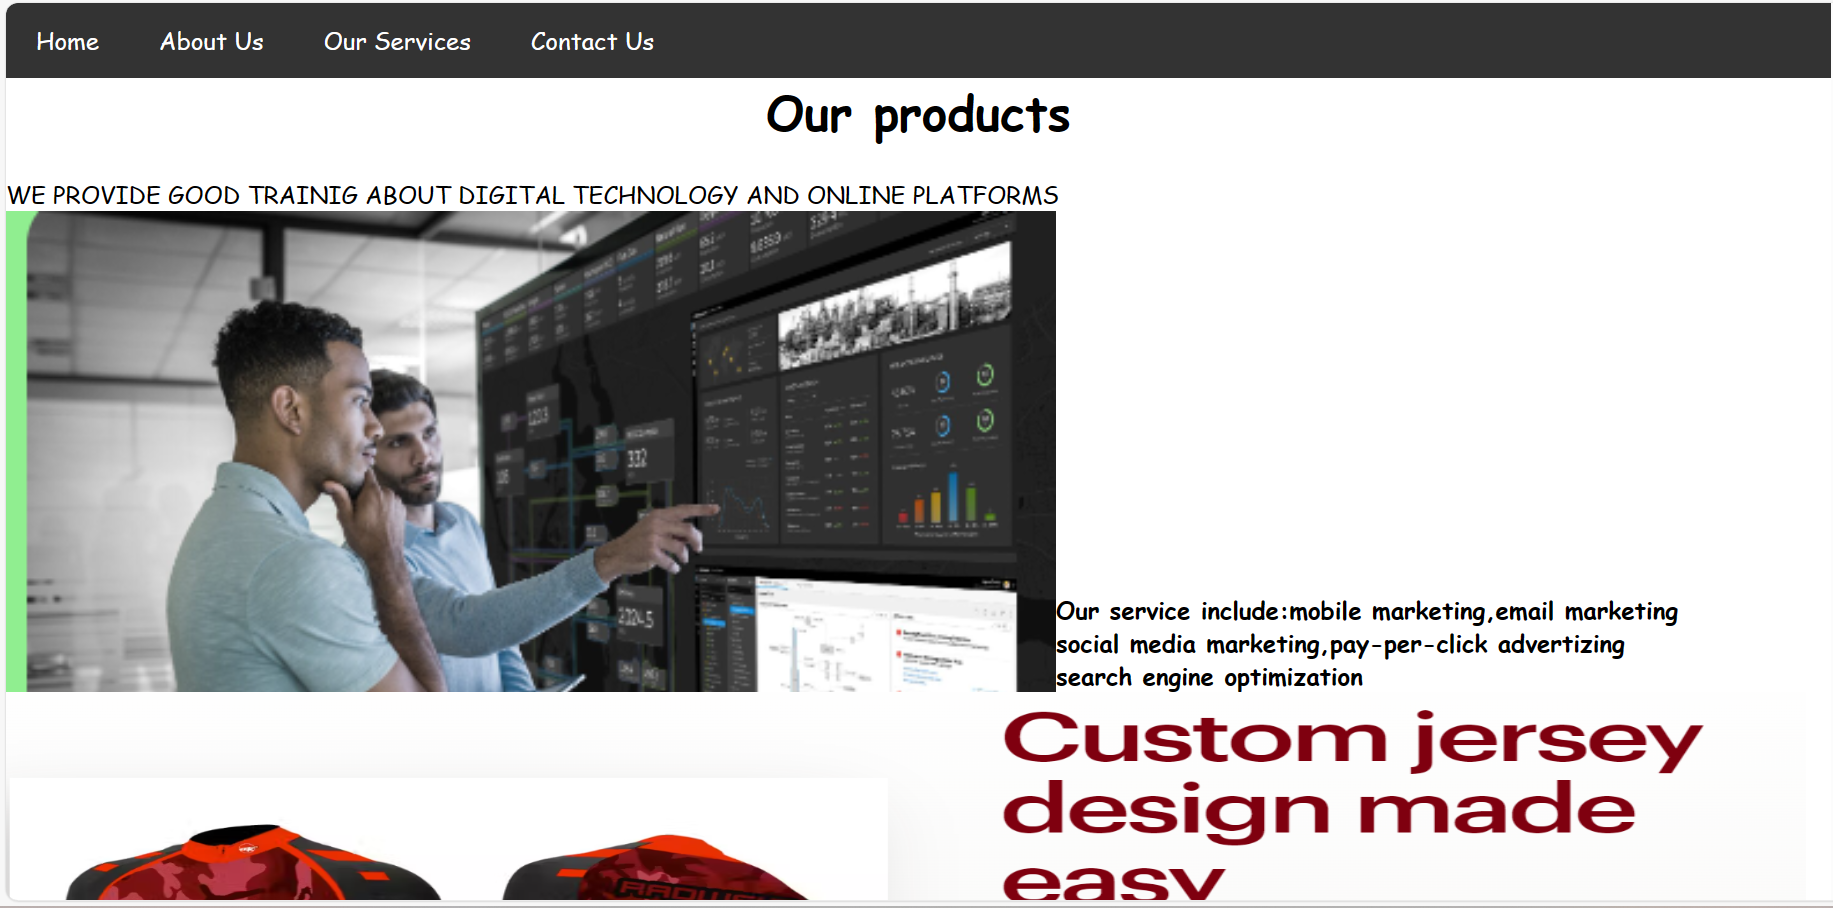 Home About Us Our Services Contact Us
Our products
WE PROVIDE GOOD TRAINIG ABOUT DIGITAL TECHNOLOGY AND ONLINE PLATFORMS
332
Our service include:mobile marketing,email marketing
social media marketing,pay-per-click advertizing
search engine optimization
Custom jersey
design made
easy